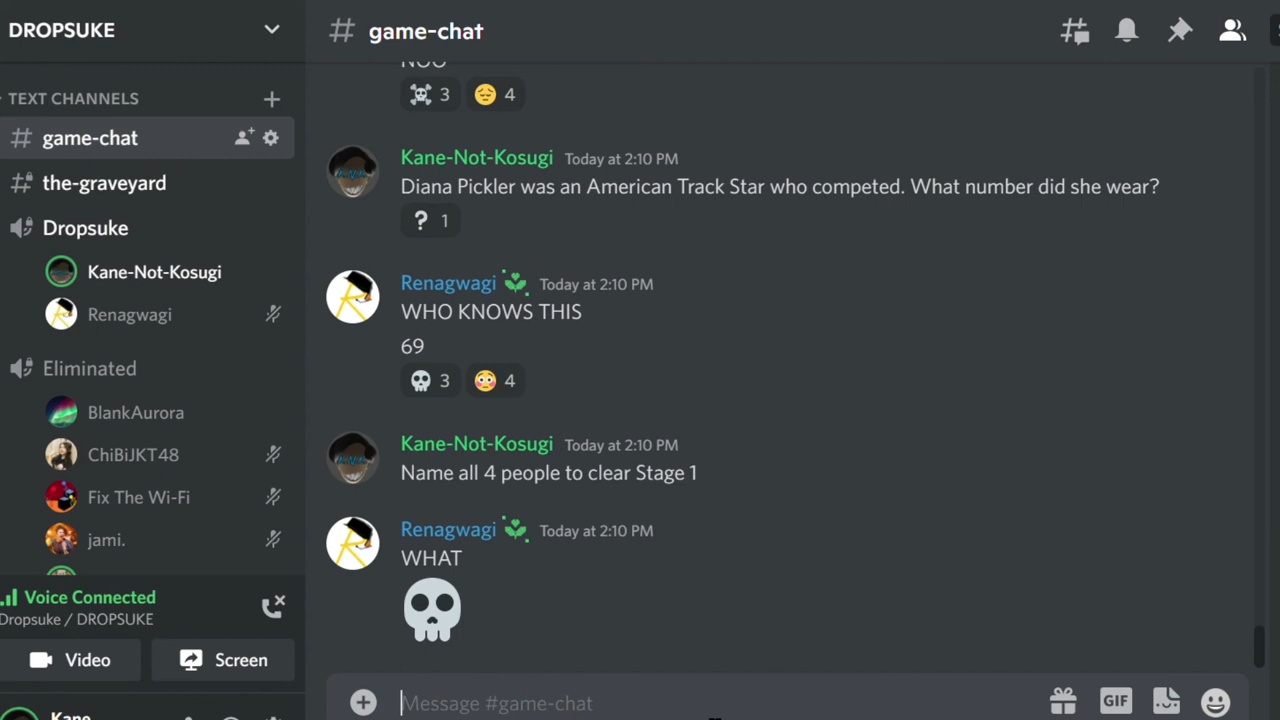 DROPSUKE
game-chat
TEXT CHANNELS
game-chat
the-graveyard
Dropsuke
Kane-Not-Kosugi
Renagwagi
Eliminated
BlankAurora
ChiBiJKT48
Fix The Wi-Fi
jami.
Voice Connected
Dropsuke / DROPSUKE
Video
Screen
Kane
NOO
3 4
Kane-Not-Kosugi Today at 2:10 PM
Diana Pickler was an American Track Star who competed. What number did she wear?
? 1
Renagwagi Today at 2:10 PM
WHO KNOWS THIS
69
3 4
Kane-Not-Kosugi Today at 2:10 PM
Name all 4 people to clear Stage 1
Renagwagi Today at 2:10 PM
WHAT
Message #game-chat
GIF